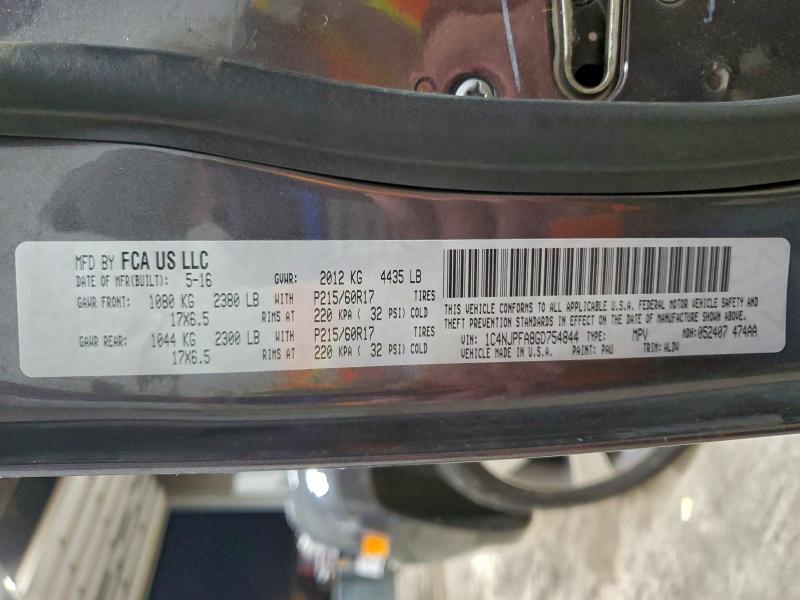 MFD BY FCA US LLC
DATE OF MFR(BUILT): 5-16 GVWR: 2012 KG 4435 LB
GAWR FRONT: 1080 KG 2380 LB WITH P215/60R17 TIRES
17X6.5 RIMS AT 220 KPA ( 32 PSI) COLD
GAWR REAR: 1044 KG 2300 LB WITH P215/60R17 TIRES
17X6.5 RIMS AT 220 KPA ( 32 PSI) COLD
THIS VEHICLE CONFORMS TO ALL APPLICABLE U.S.A. FEDERAL MOTOR VEHICLE SAFETY AND
THEFT PREVENTION STANDARDS IN EFFECT ON THE DATE OF MANUFACTURE SHOWN ABOVE.
VIN: 1C4NJPFA8GD754844 TYPE: MPV MDH: 052407 474AA
VEHICLE MADE IN U.S.A. PAINT: PAU TRIM: ALDV